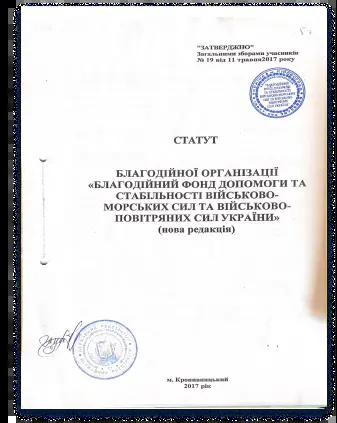 "ЗАТВЕРДЖНО"
Загальними зборами учасників
№ 19 від 11 травня2017 року
СТАТУТ
БЛАГОДІЙНОЇ ОРГАНІЗАЦІЇ
«БЛАГОДІЙНИЙ ФОНД ДОПОМОГИ ТА
СТАБІЛЬНОСТІ ВІЙСЬКОВО-
МОРСЬКИХ СИЛ ТА ВІЙСЬКОВО-
ПОВІТРЯНИХ СИЛ УКРАЇНИ»
(нова редакція)
м. Кропивницький
2017 рік